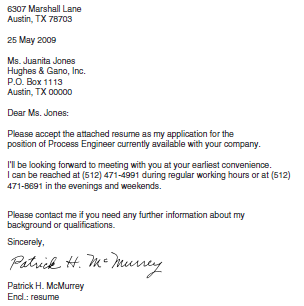 6307 Marshall Lane
Austin, TX 78703
25 May 2009
Ms. Juanita Jones
Hughes & Gano, Inc.
P.O. Box 1113
Austin, TX 00000
Dear Ms. Jones:
Please accept the attached resume as my application for the
position of Process Engineer currently available with your company.
I'll be looking forward to meeting with you at your earliest convenience.
I can be reached at (512) 471-4991 during regular working hours or at (512)
471-8691 in the evenings and weekends.
Please contact me if you need any further information about my
background or qualifications.
Sincerely,
Patrick H. McMurrey
Patrick H. McMurrey
Encl.: resume